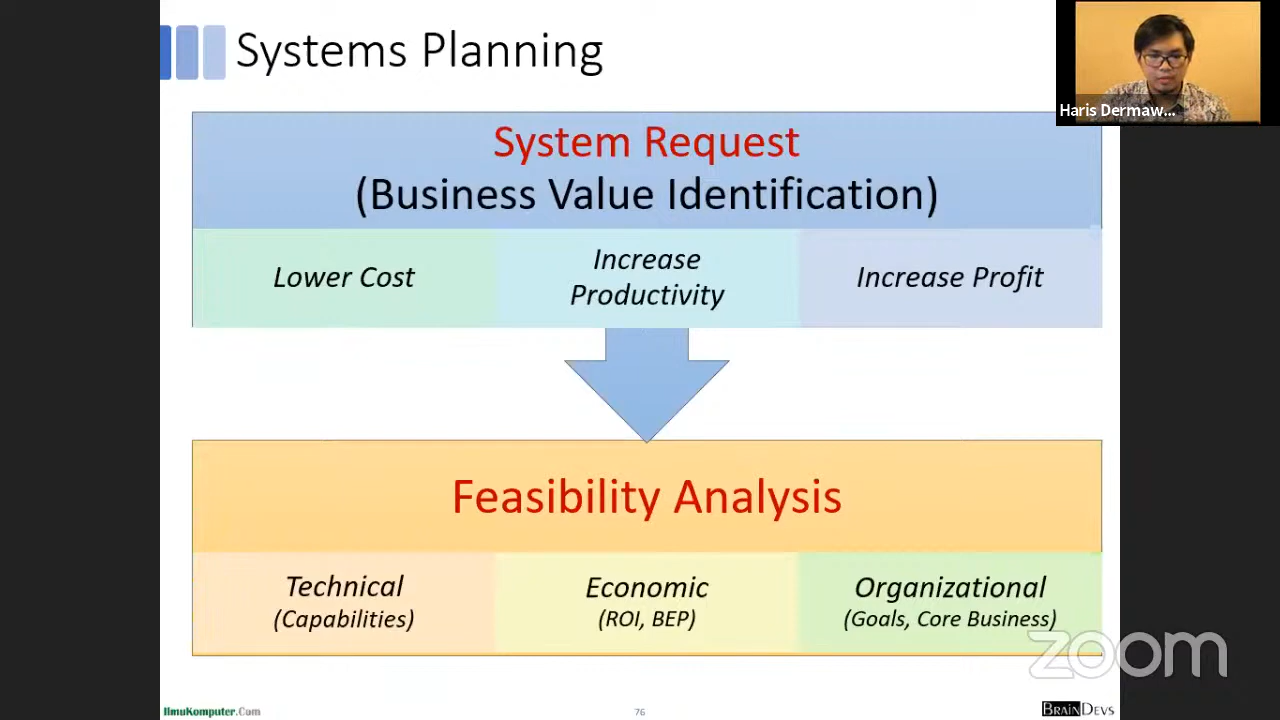 Systems Planning
Haris Dermaw...
System Request
(Business Value Identification)
Lower Cost
Increase
Productivity
Increase Profit
Feasibility Analysis
Technical
(Capabilities)
Economic
(ROI, BEP)
Organizational
(Goals, Core Business)
zoom
IlmuKomputer.Com
76
BRAINDEVS